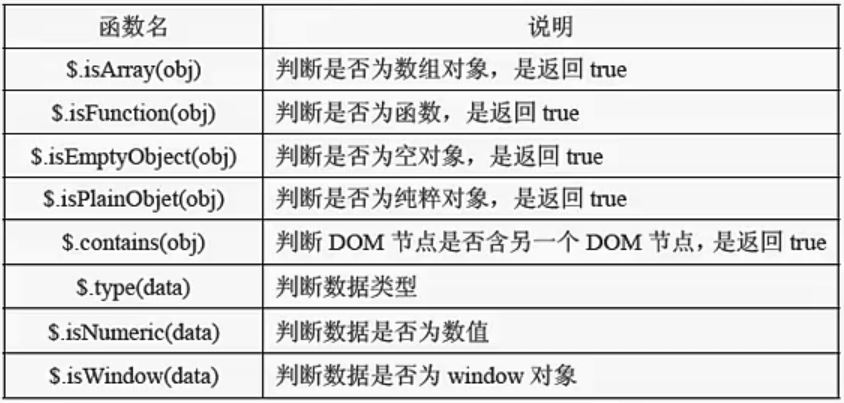 函数名 说明
$.isArray(obj) 判断是否为数组对象，是返回 true
$.isFunction(obj) 判断是否为函数，是返回 true
$.isEmptyObject(obj) 判断是否为空对象，是返回 true
$.isPlainObjet(obj) 判断是否为纯粹对象，是返回 true
$.contains(obj) 判断 DOM 节点是否含另一个 DOM 节点，是返回 true
$.type(data) 判断数据类型
$.isNumeric(data) 判断数据是否为数值
$.isWindow(data) 判断数据是否为 window 对象